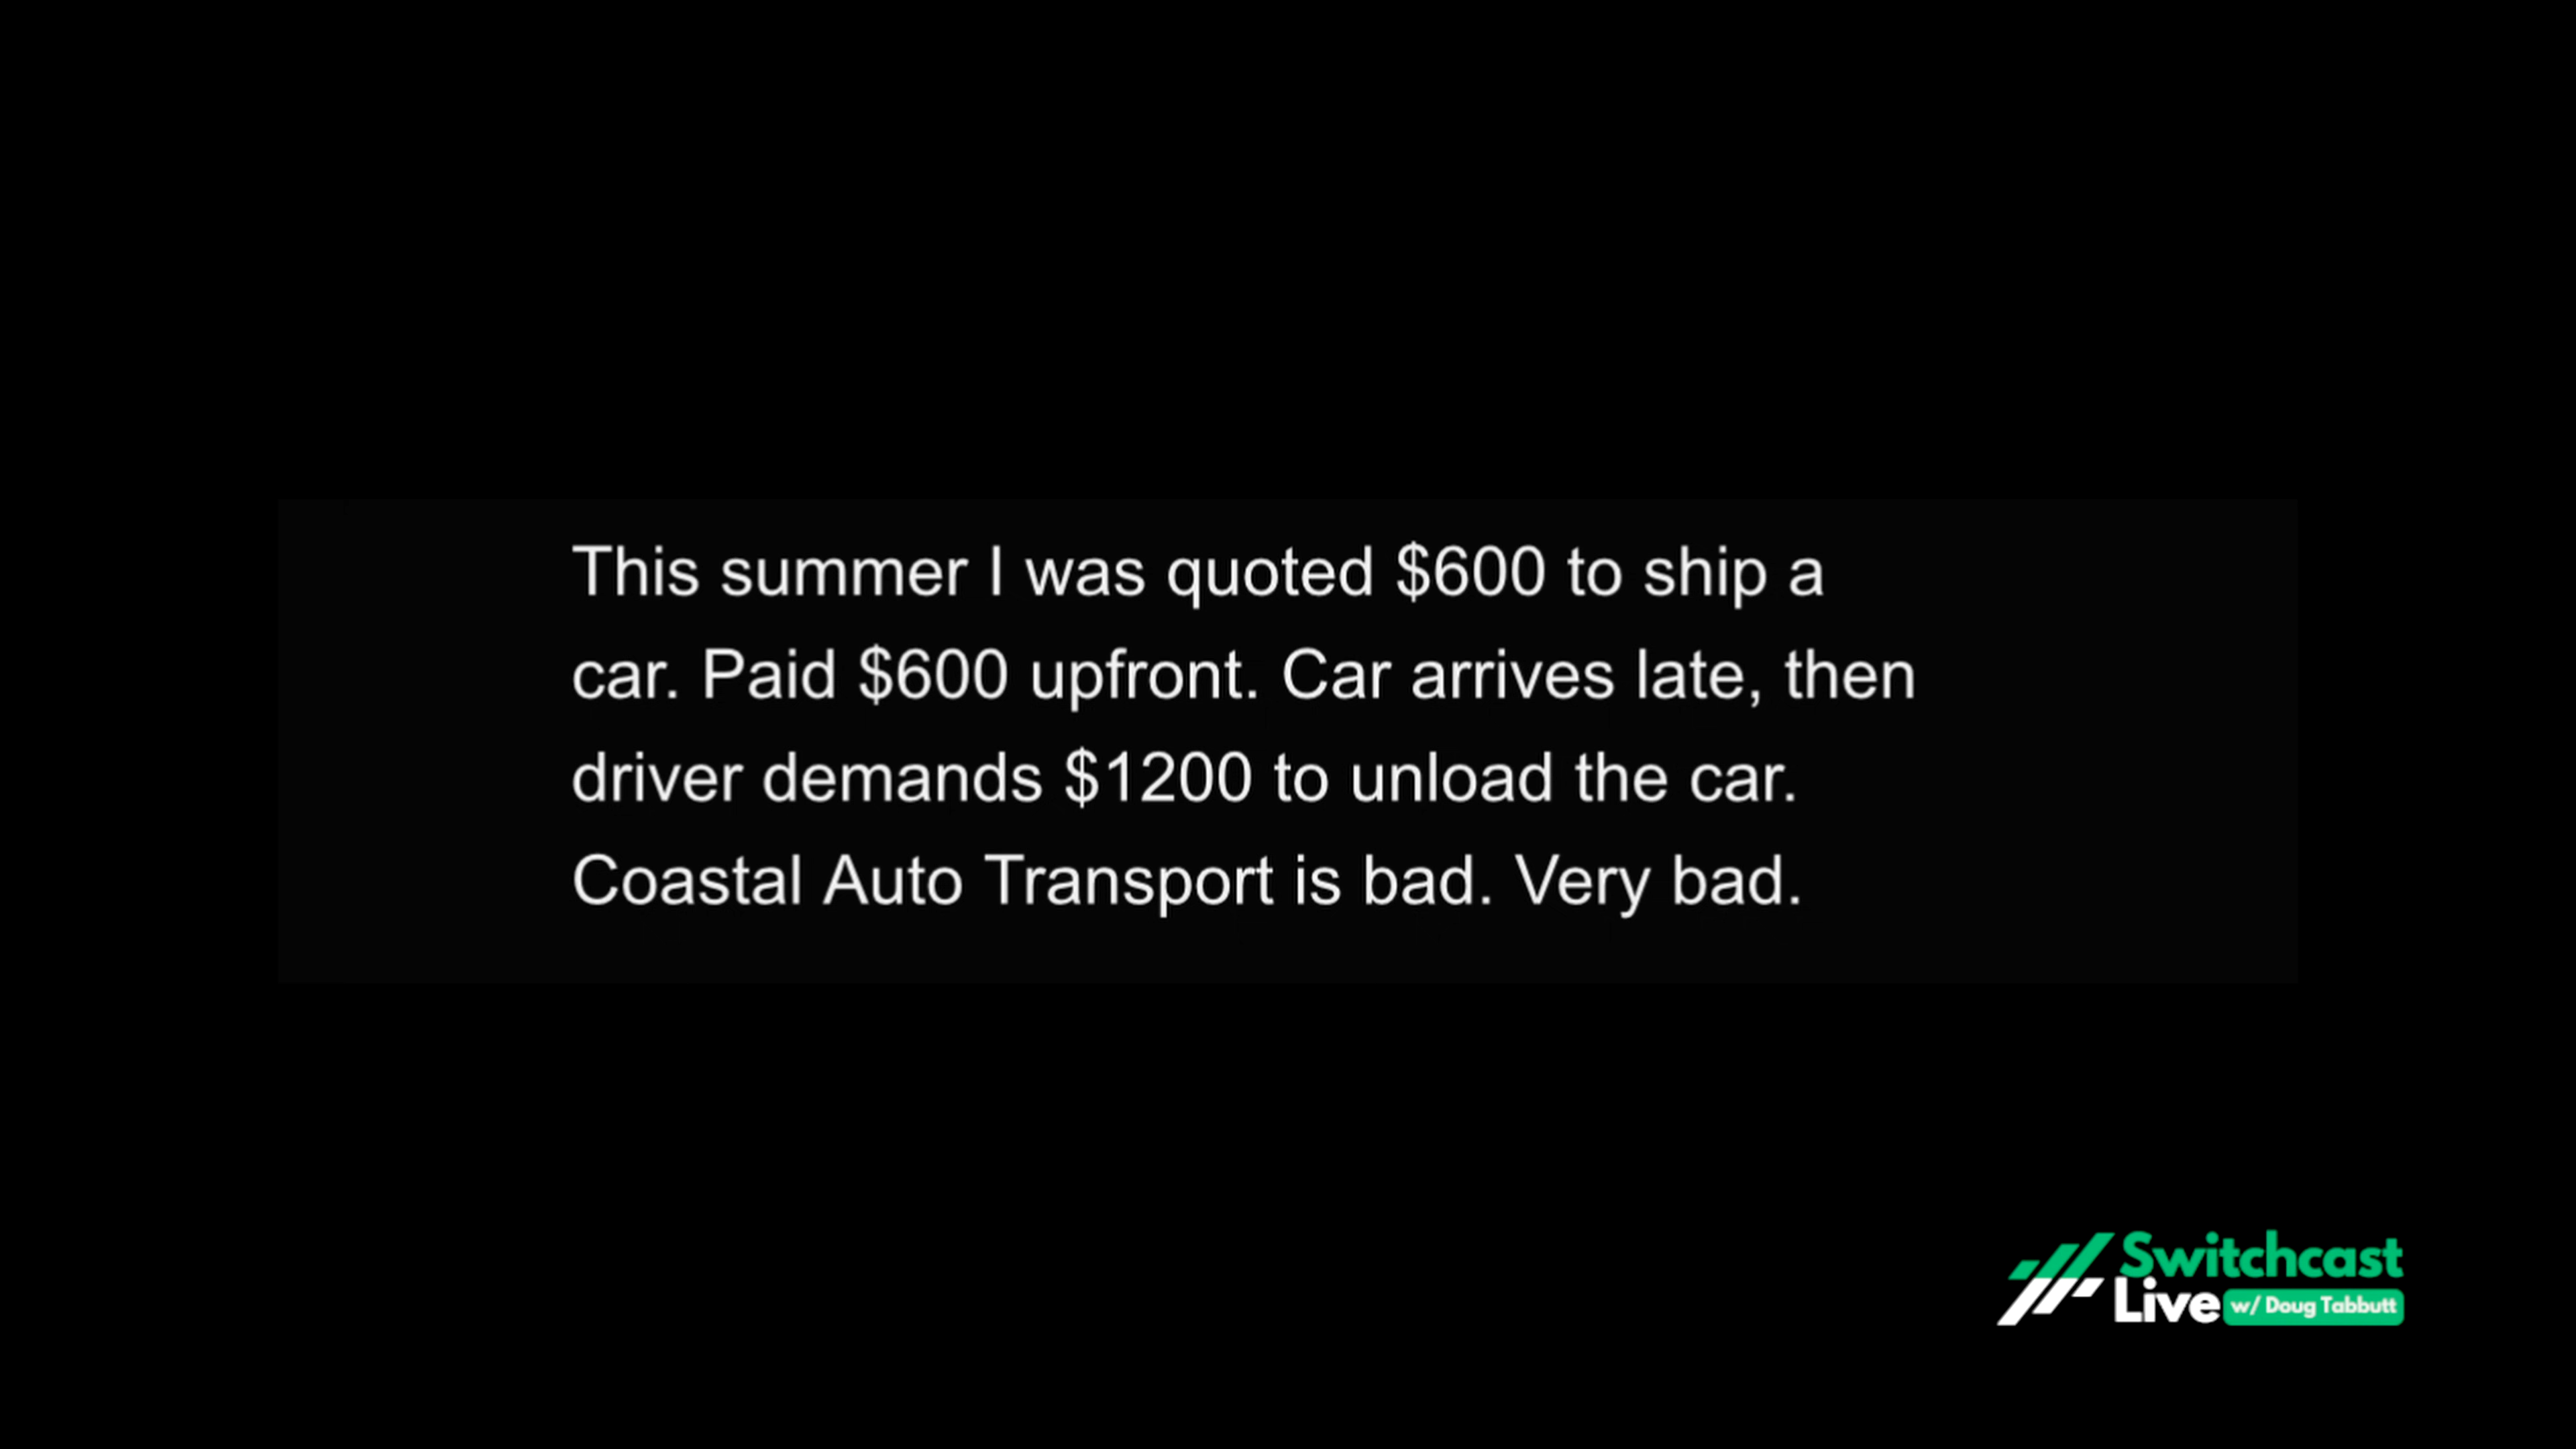 This summer I was quoted $600 to ship a
car. Paid $600 upfront. Car arrives late, then
driver demands $1200 to unload the car.
Coastal Auto Transport is bad. Very bad.
Switchcast
Live w/ Doug Tabbutt